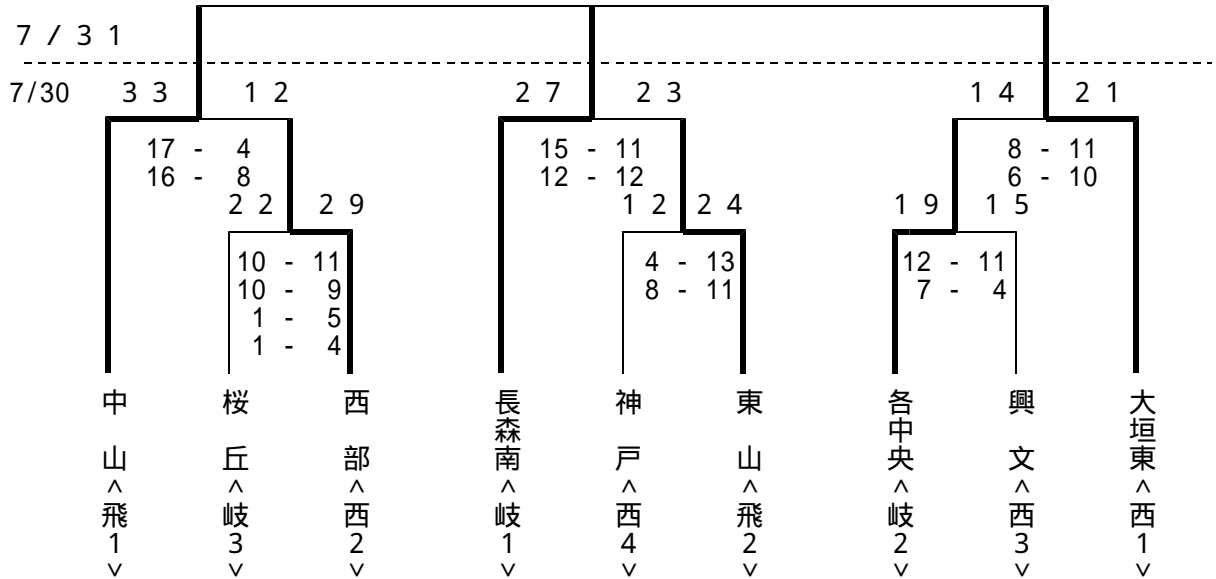 7/31
7/30 33 12 27 23 14 21
17 - 4 15 - 11 8 - 11
16 - 8 12 - 12 6 - 10
22 29 12 24 19 15
10 - 11 4 - 13 12 - 11
10 - 9 8 - 11 7 - 4
1 - 5
1 - 4
中山<飛1>
桜丘<岐3>
西部<西2>
長森南<岐1>
神戸<西4>
東山<飛2>
各中央<岐2>
興文<西3>
大垣東<西1>